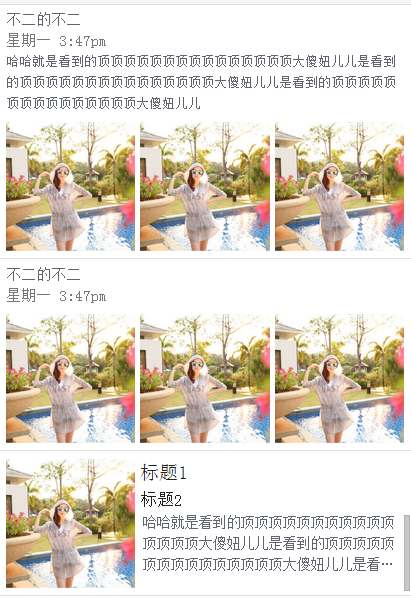 不二的不二
星期一 3:47pm
哈哈就是看到的顶顶顶顶顶顶顶顶顶顶顶顶顶顶顶大傻妞儿儿是看到
的顶顶顶顶顶顶顶顶顶顶顶顶顶顶顶大傻妞儿儿是看到的顶顶顶顶顶
顶顶顶顶顶顶顶顶顶顶大傻妞儿儿
不二的不二
星期一 3:47pm
标题1
标题2
哈哈就是看到的顶顶顶顶顶顶顶顶顶顶顶
顶顶顶顶大傻妞儿儿是看到的顶顶顶顶顶
顶顶顶顶顶顶顶顶顶顶大傻妞儿儿是看…